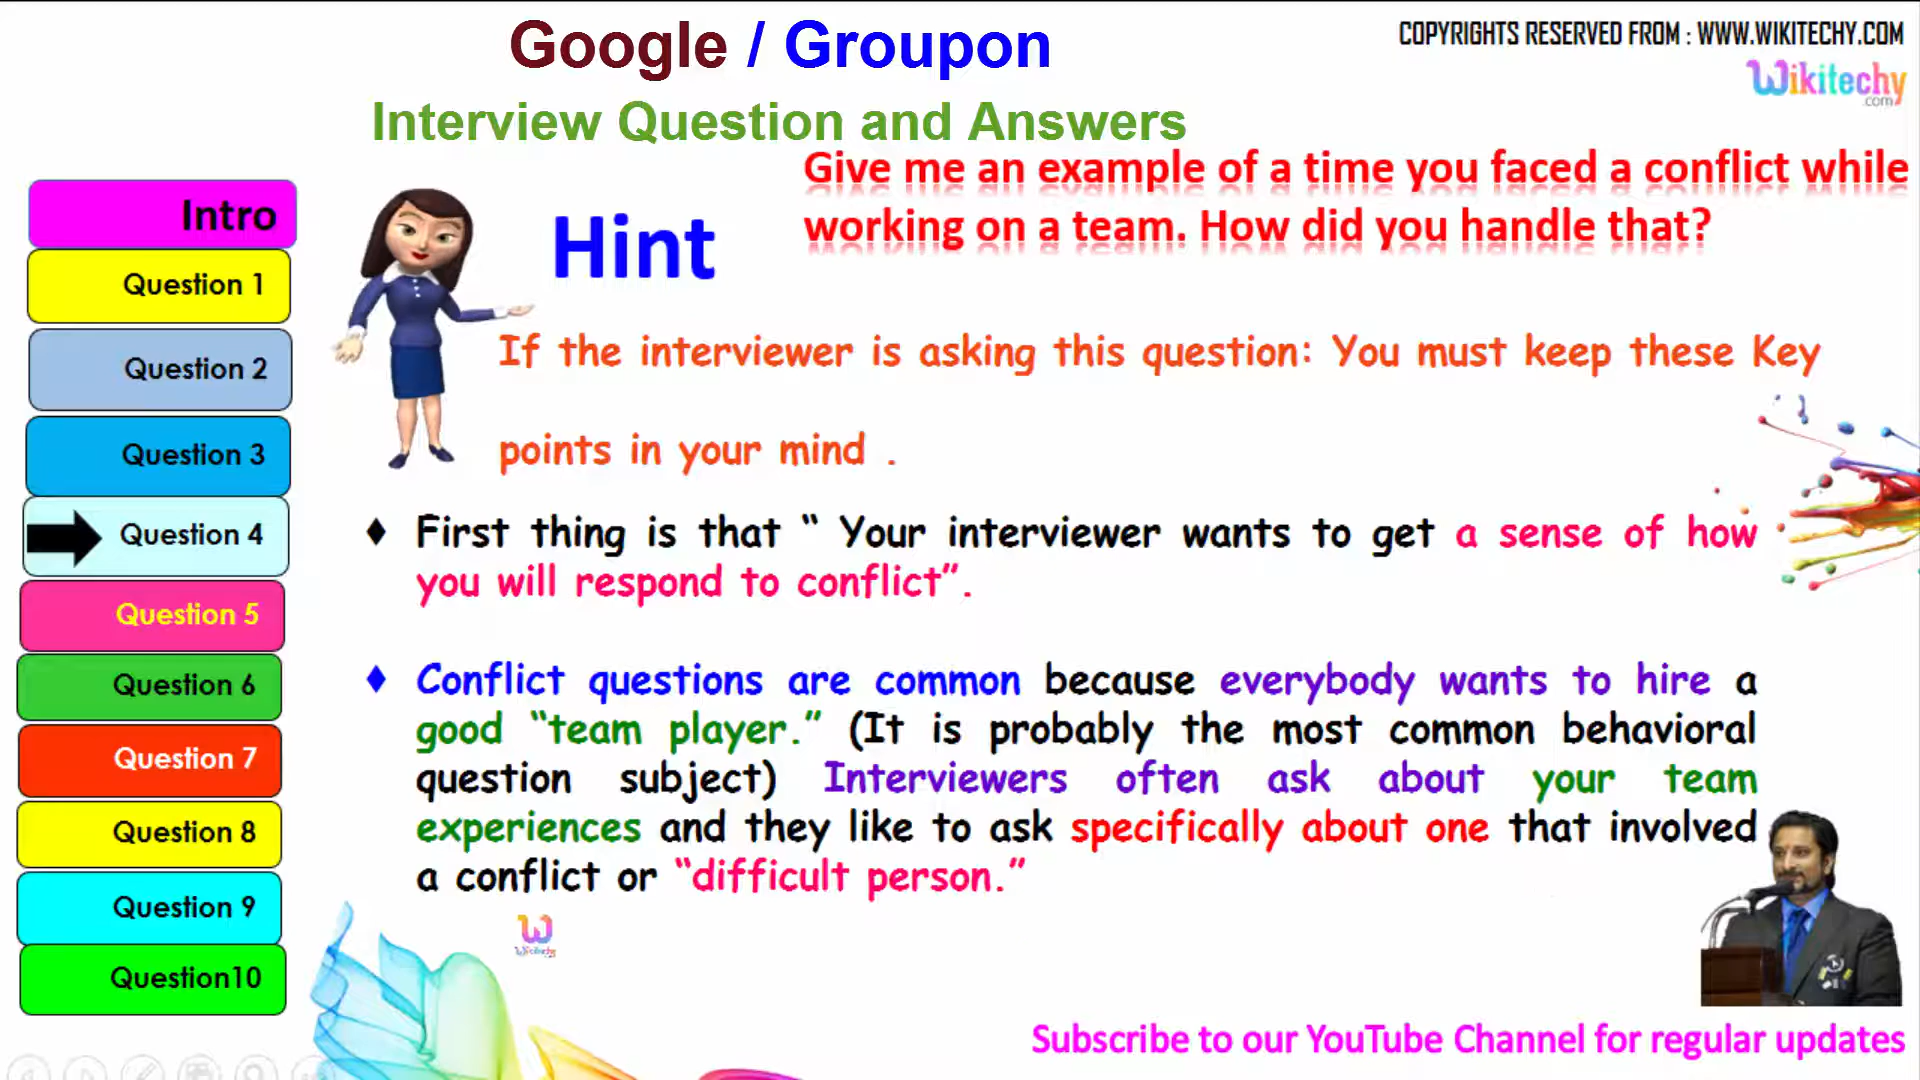 Google / Groupon
COPYRIGHTS RESERVED FROM : WWW.WIKITECHY.COM
Wikitechy
.com
Interview Question and Answers
Give me an example of a time you faced a conflict while
working on a team. How did you handle that?
Intro
Question 1
Question 2
Question 3
Question 4
Question 5
Question 6
Question 7
Question 8
Question 9
Question10
Hint
If the interviewer is asking this question: You must keep these Key
points in your mind .
♦ First thing is that “ Your interviewer wants to get a sense of how
you will respond to conflict”.
♦ Conflict questions are common because everybody wants to hire a
good “team player.” (It is probably the most common behavioral
question subject) Interviewers often ask about your team
experiences and they like to ask specifically about one that involved
a conflict or “difficult person.”
W
Wikitechy
Subscribe to our YouTube Channel for regular updates